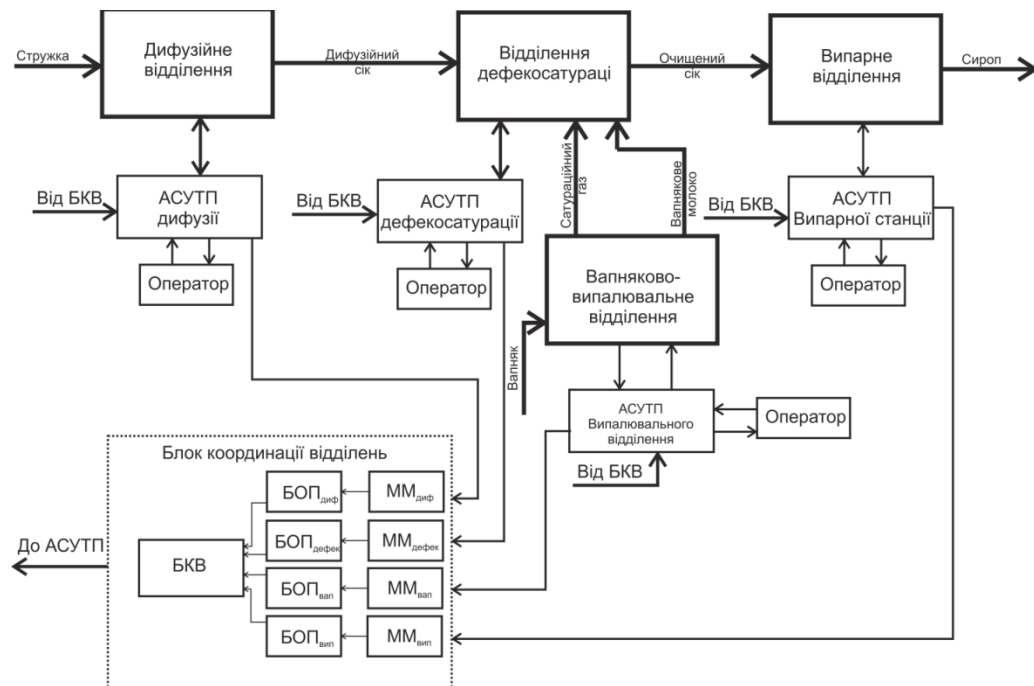 Стружка
Дифузійне
відділення
Дифузійний
сік
Відділення
дефекосатураці
Очищений
сік
Випарне
відділення
Сироп
Від БКВ
АСУТП
дифузії
Оператор
Від БКВ
АСУТП
дефекосатурації
Оператор
Сатураційний
газ
Вапнякове
молоко
Від БКВ
АСУТП
Випарної станції
Оператор
Вапняково-
випалювальне
відділення
Вапняк
АСУТП
Випалювального
відділення
Оператор
Від БКВ
Блок координації відділень
До АСУТП
БКВ
БОПдиф
ММдиф
БОПдефек
ММдефек
БОПвап
ММвап
БОПвип
ММвип